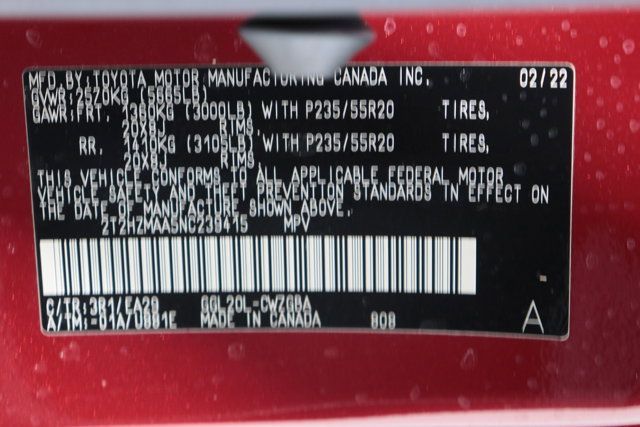 MFD.BY:TOYOTA MOTOR MANUFACTURING CANADA INC. 02/22
GVWR:2520KG (5565LB)
GAWR:FRT. 1360KG (3000LB) WITH P235/55R20 TIRES,
20X8J RIMS,
RR. 1410KG (3105LB) WITH P235/55R20 TIRES,
20X8J RIMS
THIS VEHICLE CONFORMS TO ALL APPLICABLE FEDERAL MOTOR
VEHICLE SAFETY AND THEFT PREVENTION STANDARDS IN EFFECT ON
THE DATE OF MANUFACTURE SHOWN ABOVE.
2T2HZMAA5NC239415 MPV
C/TR:3R1/EA20 GGL20L-CWZGBA
A/TM:-01A/U881E MADE IN CANADA 808 A